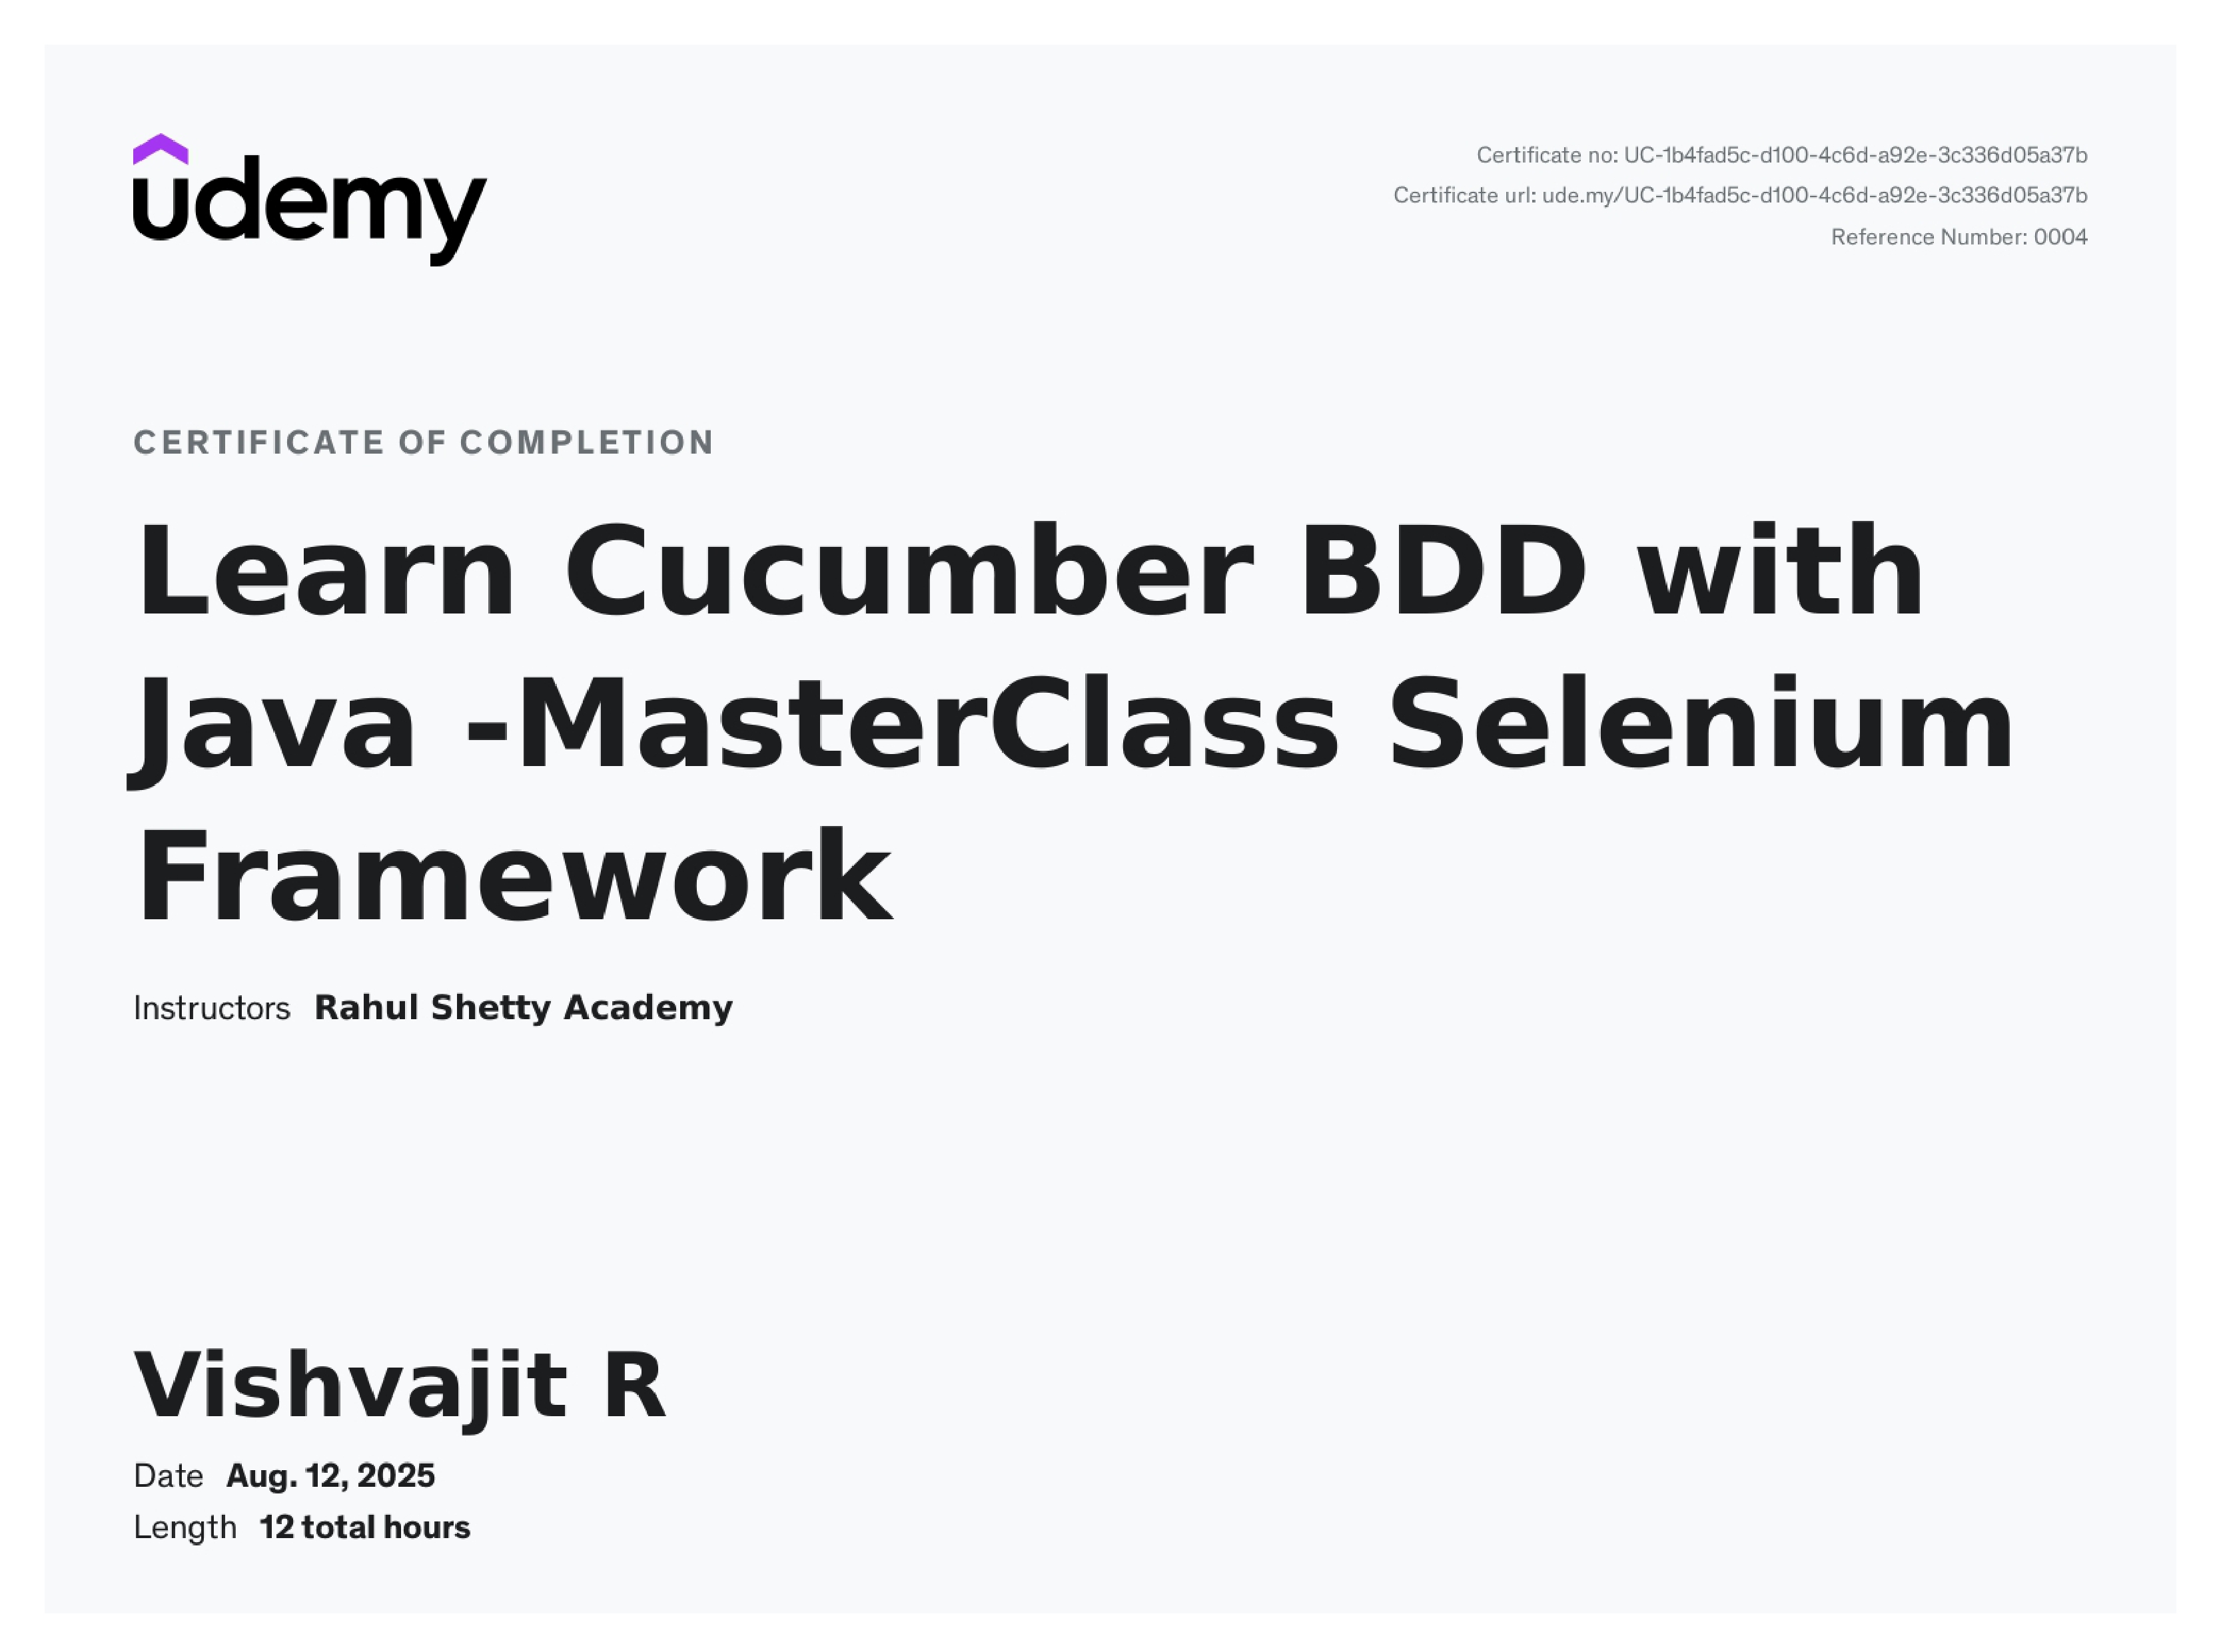 udemy
Certificate no: UC-1b4fad5c-d100-4c6d-a92e-3c336d05a37b
Certificate url: ude.my/UC-1b4fad5c-d100-4c6d-a92e-3c336d05a37b
Reference Number: 0004
CERTIFICATE OF COMPLETION
Learn Cucumber BDD with
Java -MasterClass Selenium
Framework
Instructors Rahul Shetty Academy
Vishvajit R
Date Aug. 12, 2025
Length 12 total hours